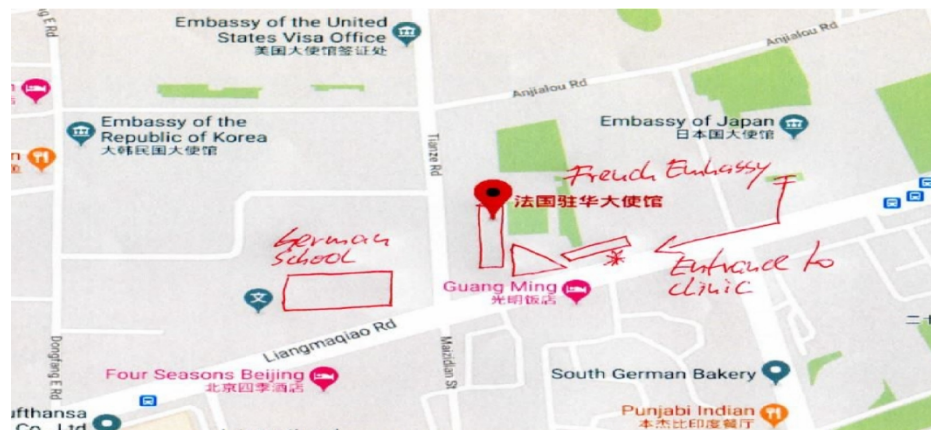 Embassy of the United
States Visa Office
美国大使馆签证处
Anjialou Rd
Anjialou Rd
Embassy of the
Republic of Korea
大韩民国大使馆
Tianze Rd
Embassy of Japan
日本国大使馆
French Embassy
法国驻华大使馆
German
School
文
Entrance to
clinic
Guang Ming
光明饭店
Liangmaqiao Rd
Dongfang E Rd
Maizidian St
Four Seasons Beijing
北京四季酒店
South German Bakery
Punjabi Indian
本杰比印度餐厅
ufthansa
Co., Ltd